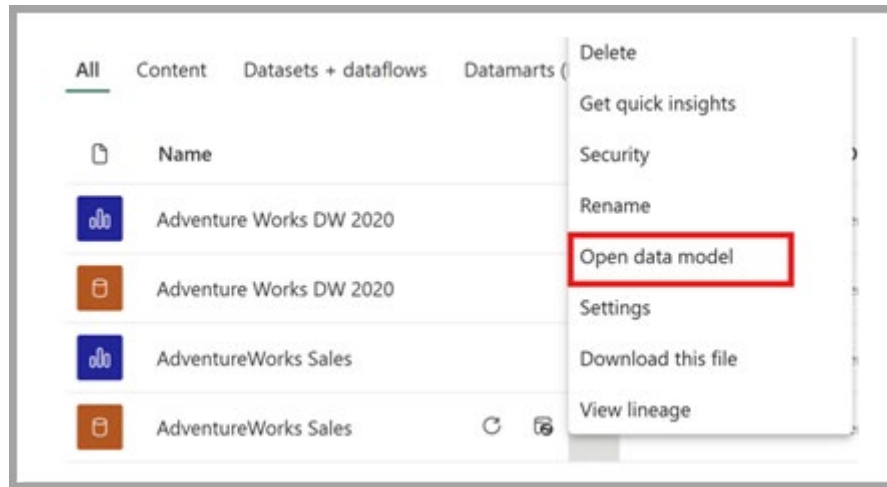 All Content Datasets + dataflows Datamarts (
Delete
Get quick insights
Name
Security
Adventure Works DW 2020
Rename
Open data model
Adventure Works DW 2020
Settings
AdventureWorks Sales
Download this file
AdventureWorks Sales
View lineage